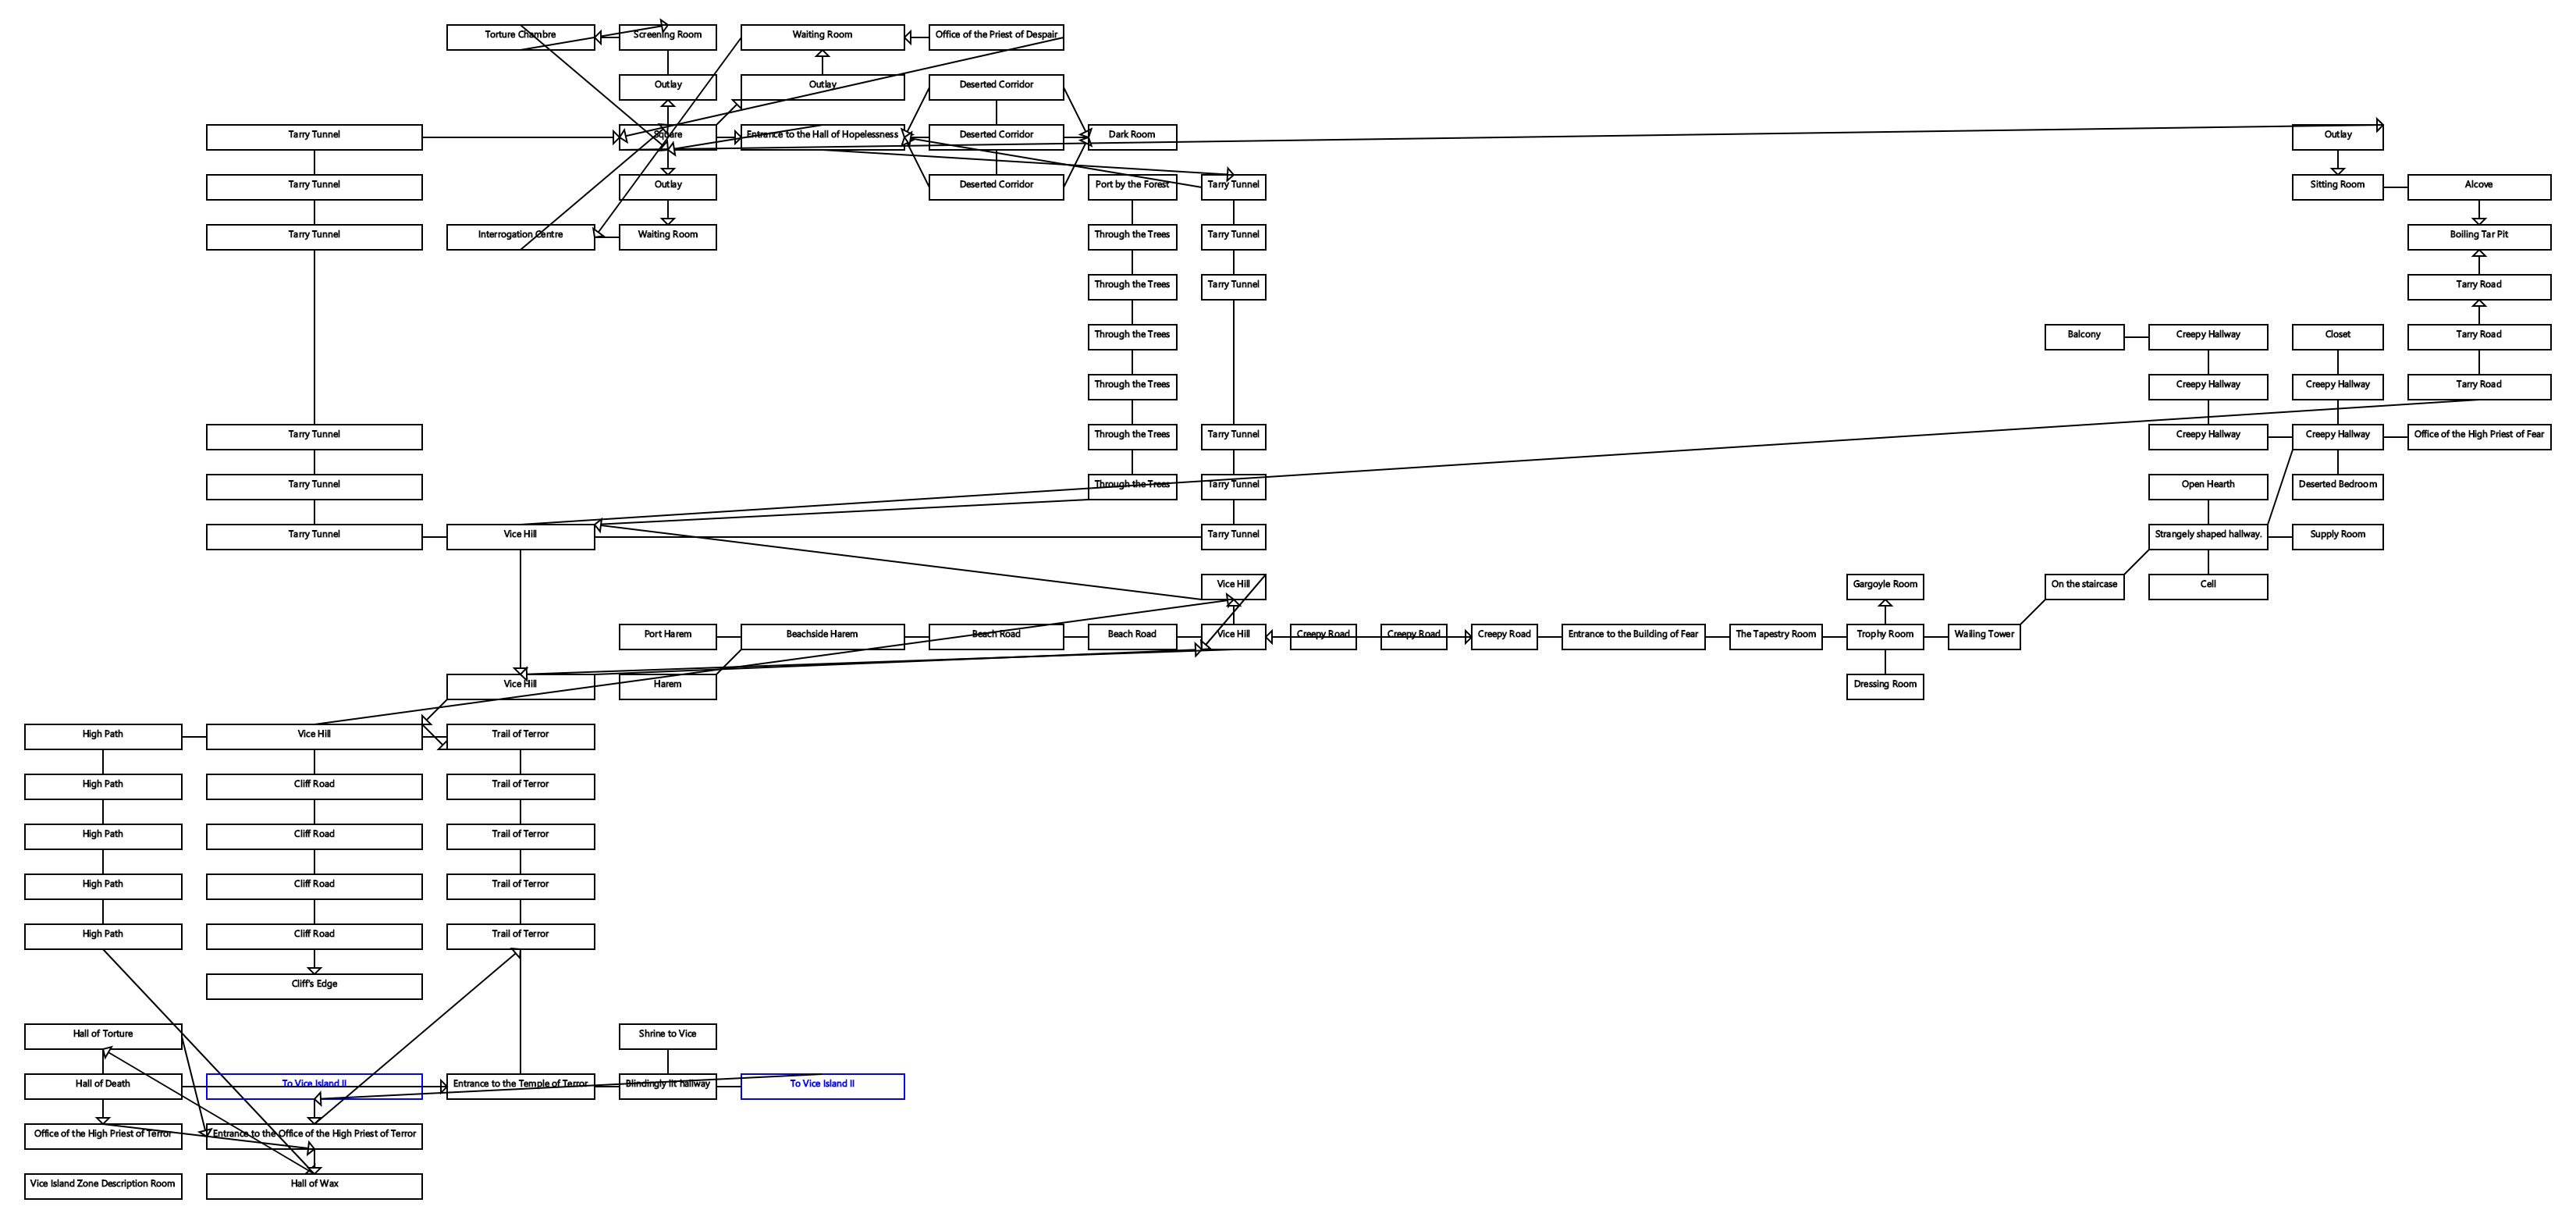 Torture Chambre
Screening Room
Waiting Room
Office of the Priest of Despair
Outlay
Outlay
Deserted Corridor
Tarry Tunnel
Square
Entrance to the Hall of Hopelessness
Deserted Corridor
Dark Room
Outlay
Tarry Tunnel
Outlay
Deserted Corridor
Port by the Forest
Tarry Tunnel
Sitting Room
Alcove
Tarry Tunnel
Interrogation Centre
Waiting Room
Through the Trees
Tarry Tunnel
Boiling Tar Pit
Through the Trees
Tarry Tunnel
Tarry Road
Through the Trees
Balcony
Creepy Hallway
Closet
Tarry Road
Through the Trees
Creepy Hallway
Creepy Hallway
Tarry Road
Tarry Tunnel
Through the Trees
Tarry Tunnel
Creepy Hallway
Creepy Hallway
Office of the High Priest of Fear
Tarry Tunnel
Through the Trees
Tarry Tunnel
Open Hearth
Deserted Bedroom
Tarry Tunnel
Vice Hill
Tarry Tunnel
Strangely shaped hallway.
Supply Room
Vice Hill
Gargoyle Room
On the staircase
Cell
Port Harem
Beachside Harem
Beach Road
Beach Road
Vice Hill
Creepy Road
Creepy Road
Creepy Road
Entrance to the Building of Fear
The Tapestry Room
Trophy Room
Wailing Tower
Vice Hill
Harem
Dressing Room
High Path
Vice Hill
Trail of Terror
High Path
Cliff Road
Trail of Terror
High Path
Cliff Road
Trail of Terror
High Path
Cliff Road
Trail of Terror
High Path
Cliff Road
Trail of Terror
Cliff's Edge
Hall of Torture
Shrine to Vice
Hall of Death
To Vice Island II
Entrance to the Temple of Terror
Blindingly lit hallway
To Vice Island II
Office of the High Priest of Terror
Entrance to the Office of the High Priest of Terror
Vice Island Zone Description Room
Hall of Wax